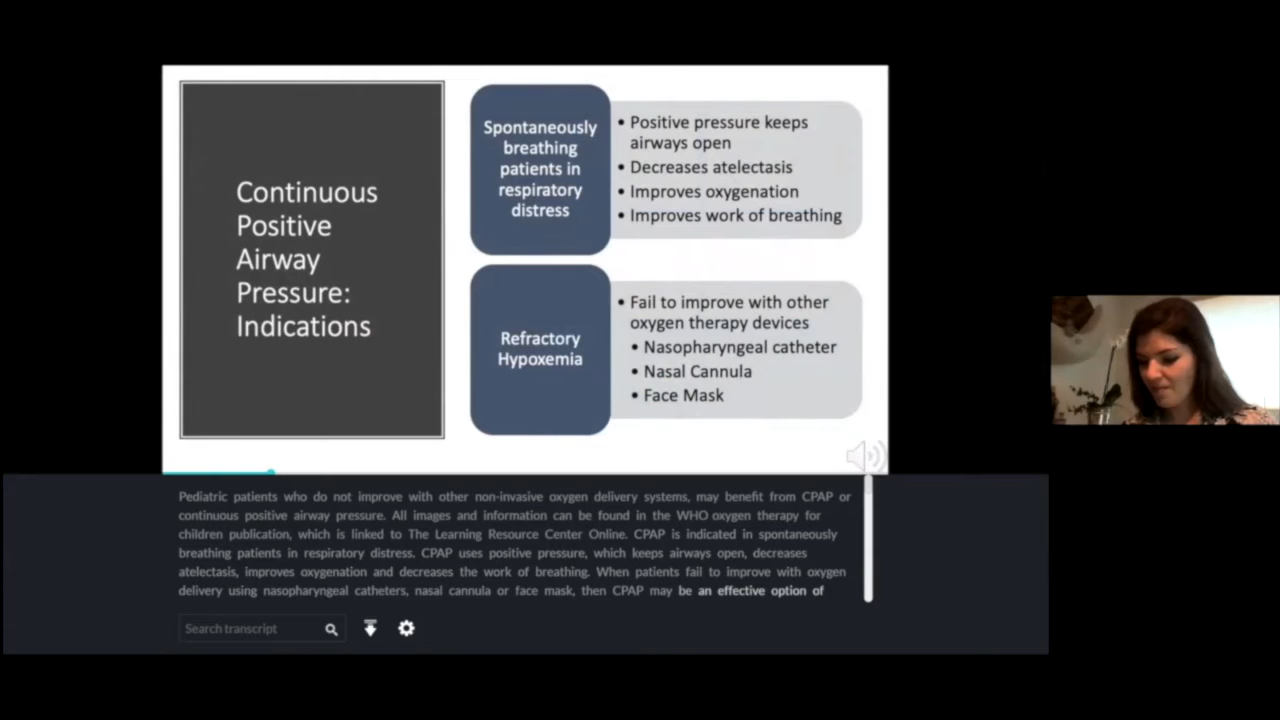 Continuous
Positive
Airway
Pressure:
Indications
Spontaneously
breathing
patients in
respiratory
distress
• Positive pressure keeps
airways open
• Decreases atelectasis
• Improves oxygenation
• Improves work of breathing
Refractory
Hypoxemia
• Fail to improve with other
oxygen therapy devices
• Nasopharyngeal catheter
• Nasal Cannula
• Face Mask
Pediatric patients who do not improve with other non-invasive oxygen delivery systems, may benefit from CPAP or
continuous positive airway pressure. All images and information can be found in the WHO oxygen therapy for
children publication, which is linked to The Learning Resource Center Online. CPAP is indicated in spontaneously
breathing patients in respiratory distress. CPAP uses positive pressure, which keeps airways open, decreases
atelectasis, improves oxygenation and decreases the work of breathing. When patients fail to improve with oxygen
delivery using nasopharyngeal catheters, nasal cannula or face mask, then CPAP may be an effective option of
Search transcript